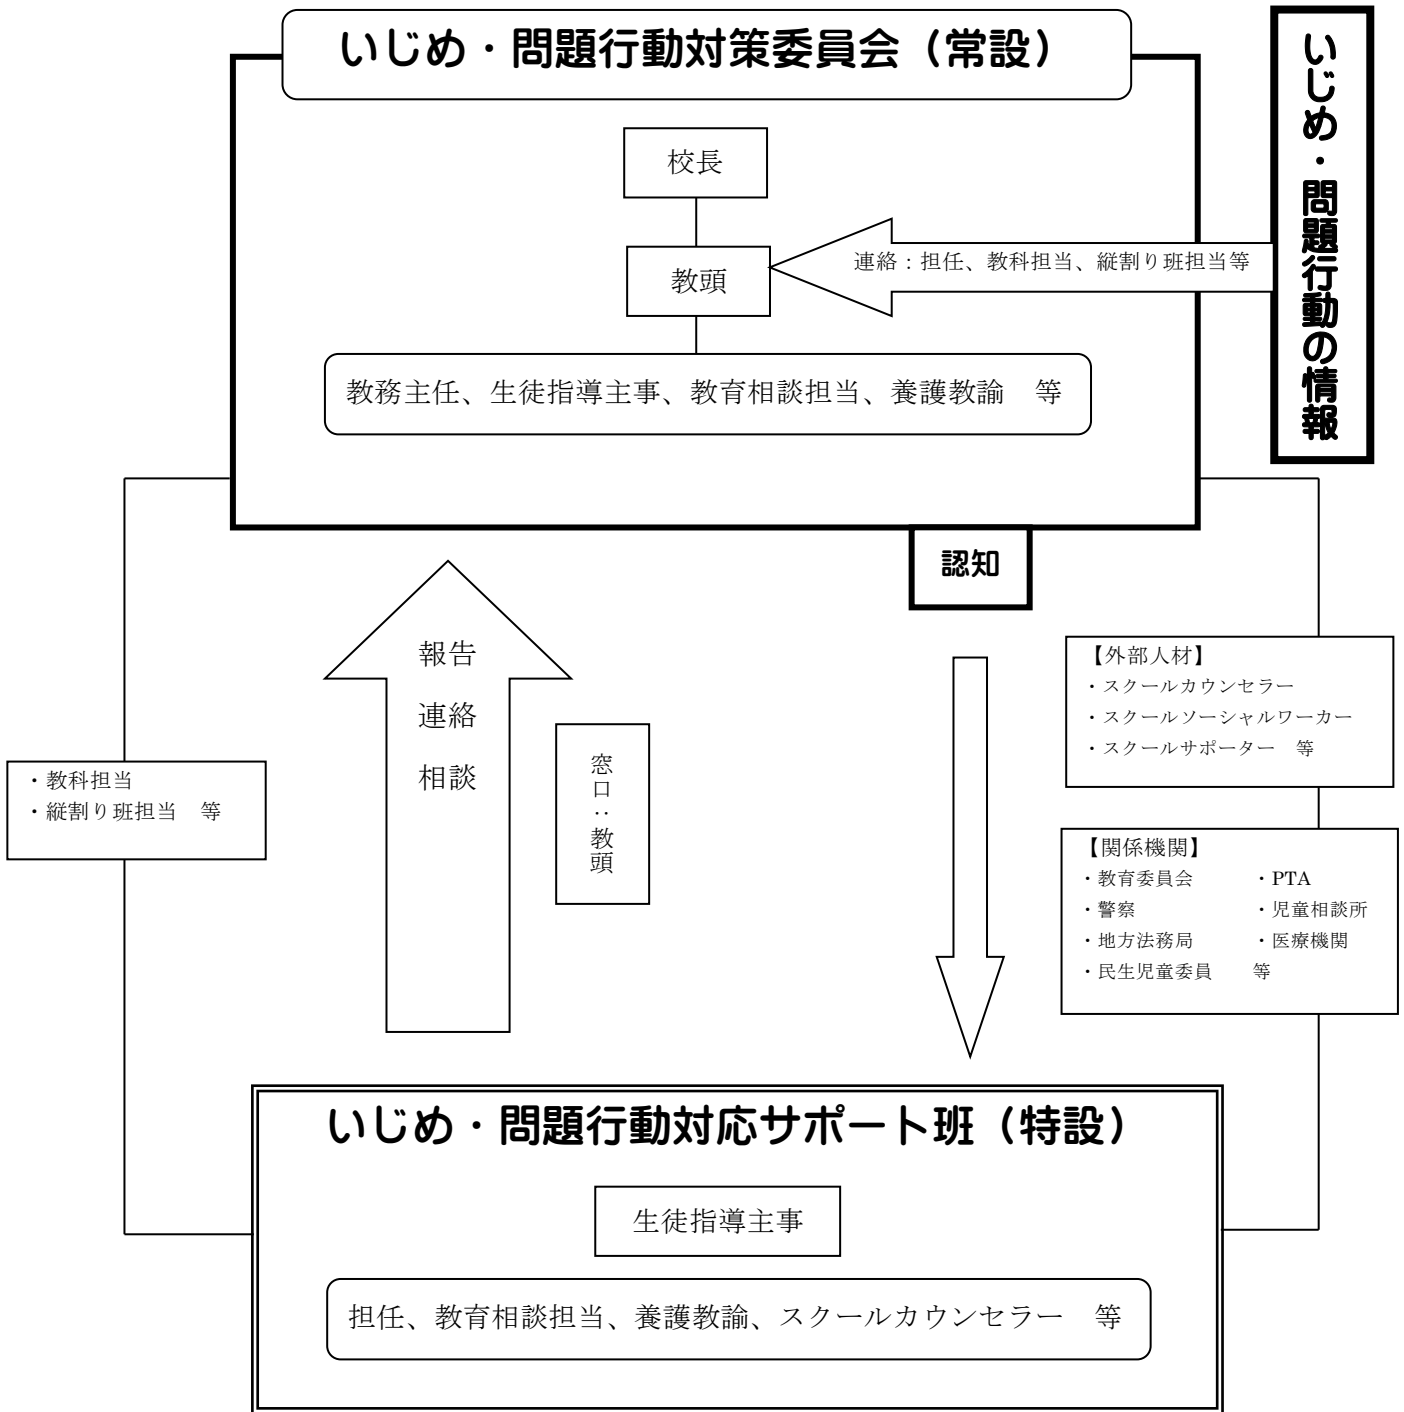 いじめ・問題行動対策委員会（常設）
いじめ・問題行動の情報
校長
教頭
連絡：担任、教科担当、縦割り班担当等
教務主任、生徒指導主事、教育相談担当、養護教諭　等
認知
報告
連絡
相談
窓口：教頭
・教科担当
・縦割り班担当　等
【外部人材】
・スクールカウンセラー
・スクールソーシャルワーカー
・スクールサポーター　等
【関係機関】
・教育委員会　・PTA
・警察　・児童相談所
・地方法務局　・医療機関
・民生児童委員　等
いじめ・問題行動対応サポート班（特設）
生徒指導主事
担任、教育相談担当、養護教諭、スクールカウンセラー　等